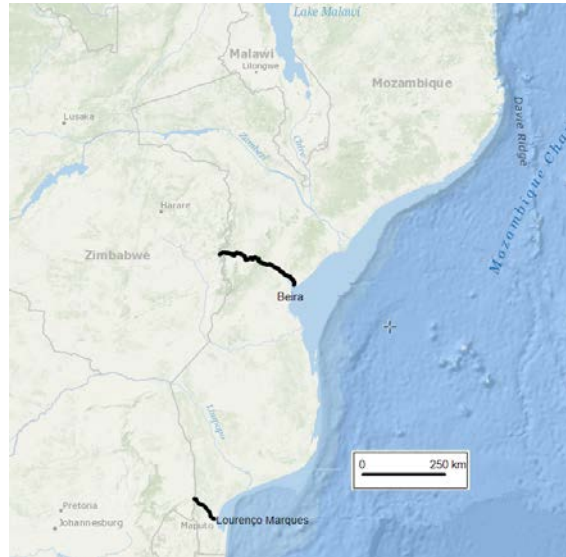 Lake Malawi
Malawi
Lilongwe
Mozambique
Lusaka
Davie Ridge
Zambezi
Chire
Mozambique Cha
Harare
Zimbabwe
Beira
Limpopo
0 250 km
Pretoria
Johannesburg
Maputo
Lourenço Marques